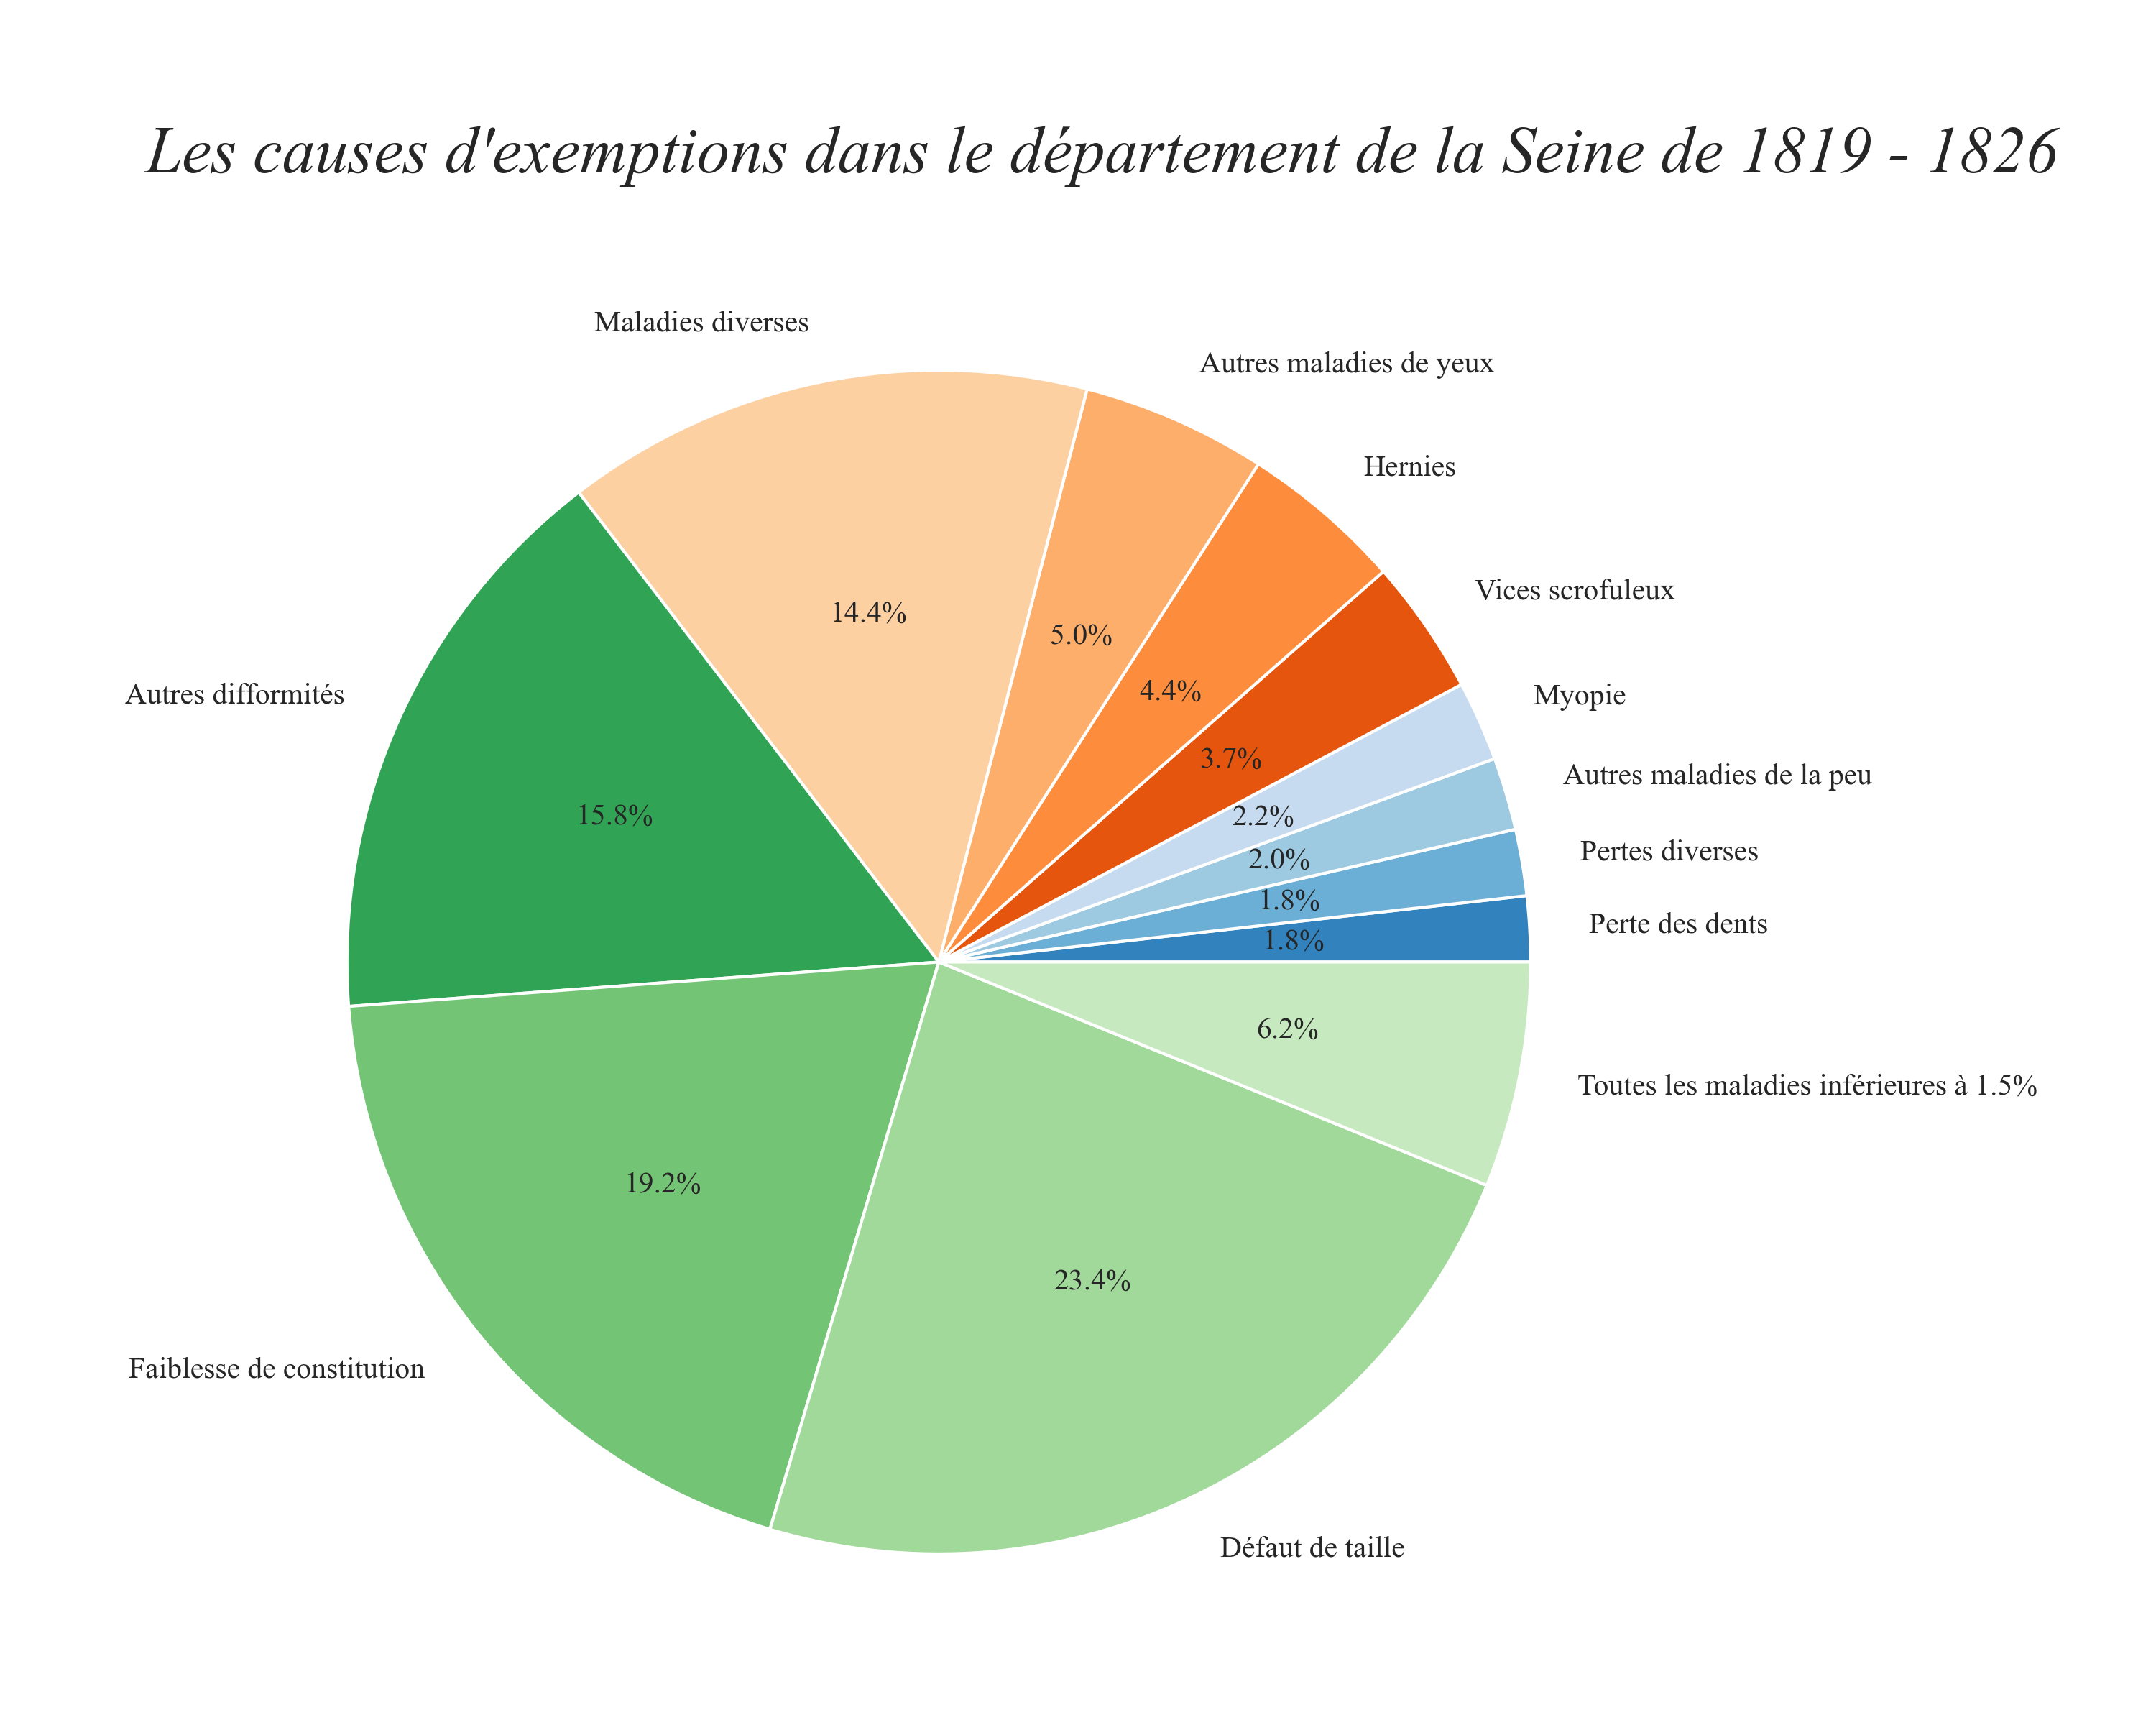 Les causes d'exemptions dans le département de la Seine de 1819 - 1826
Maladies diverses
Autres maladies de yeux
Hernies
Vices scrofuleux
Myopie
Autres maladies de la peu
Pertes diverses
Perte des dents
Toutes les maladies inférieures à 1.5%
Défaut de taille
Faiblesse de constitution
Autres difformités
14.4%
5.0%
4.4%
3.7%
2.2%
2.0%
1.8%
1.8%
6.2%
23.4%
19.2%
15.8%